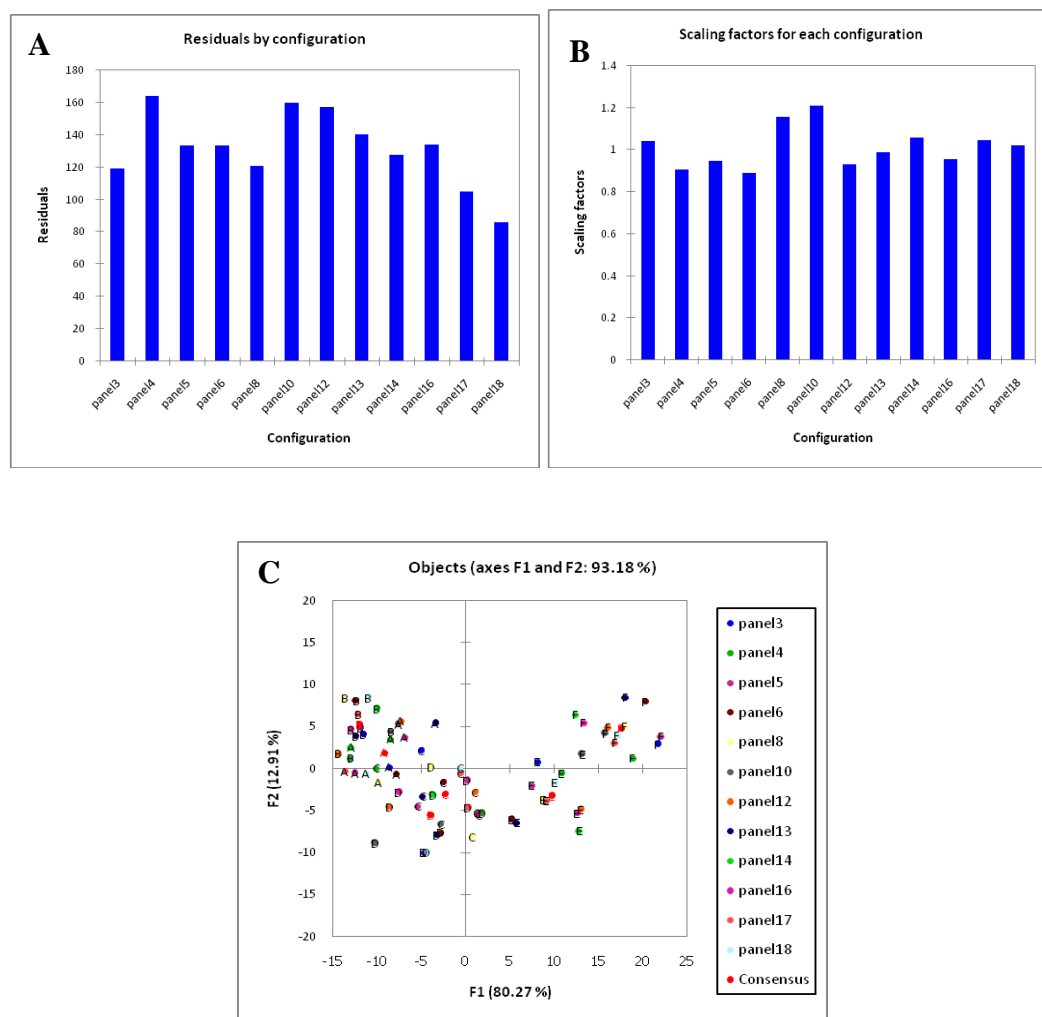 A
Residuals by configuration
180
160
140
120
100
80
60
40
20
0
Residuals
panel3
panel4
panel5
panel6
panel8
panel10
panel12
panel13
panel14
panel16
panel17
panel18
Configuration
B
Scaling factors for each configuration
1.4
1.2
1
0.8
0.6
0.4
0.2
0
Scaling factors
panel3
panel4
panel5
panel6
panel8
panel10
panel12
panel13
panel14
panel16
panel17
panel18
Configuration
C
Objects (axes F1 and F2: 93.18 %)
20
15
10
5
0
-5
-10
-15
-20
F2 (12.91 %)
-15
-10
-5
0
5
10
15
20
25
F1 (80.27 %)
panel3
panel4
panel5
panel6
panel8
panel10
panel12
panel13
panel14
panel16
panel17
panel18
Consensus